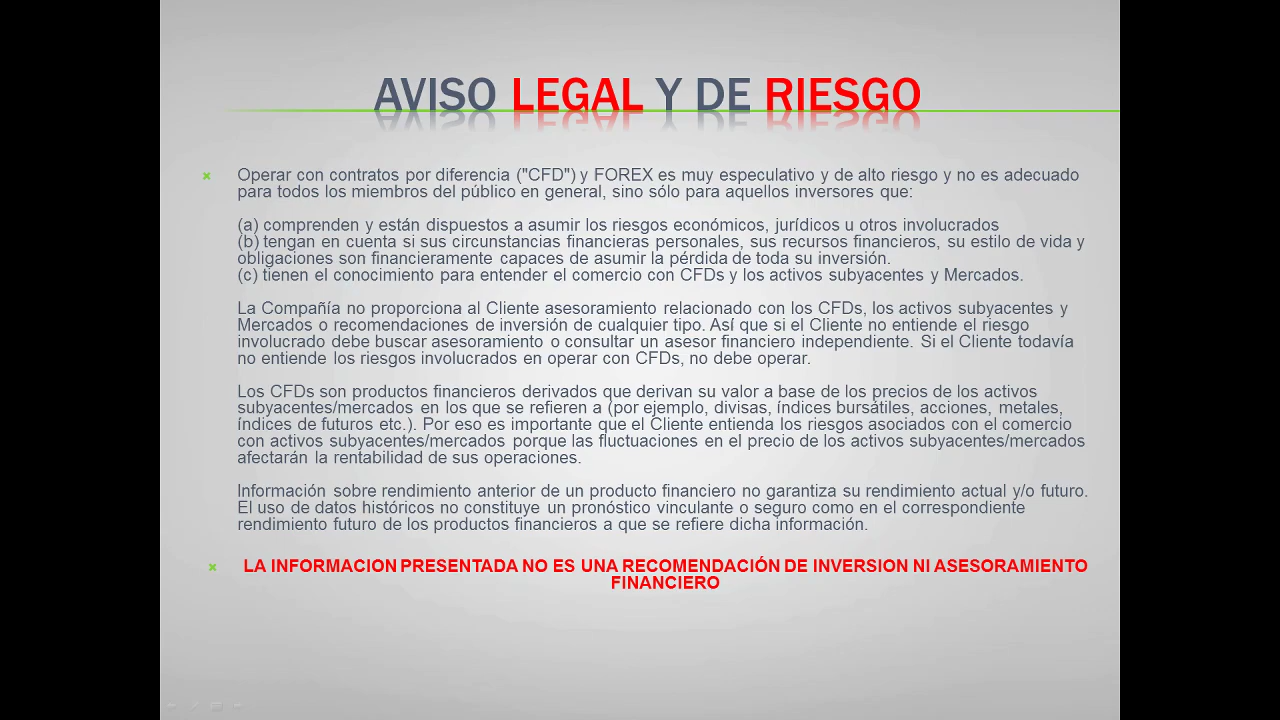 AVISO LEGAL Y DE RIESGO
Operar con contratos por diferencia ("CFD") y FOREX es muy especulativo y de alto riesgo y no es adecuado
para todos los miembros del público en general, sino sólo para aquellos inversores que:
(a) comprenden y están dispuestos a asumir los riesgos económicos, jurídicos u otros involucrados
(b) tengan en cuenta si sus circunstancias financieras personales, sus recursos financieros, su estilo de vida y
obligaciones son financieramente capaces de asumir la pérdida de toda su inversión.
(c) tienen el conocimiento para entender el comercio con CFDs y los activos subyacentes y Mercados.
La Compañía no proporciona al Cliente asesoramiento relacionado con los CFDs, los activos subyacentes y
Mercados o recomendaciones de inversión de cualquier tipo. Así que si el Cliente no entiende el riesgo
involucrado debe buscar asesoramiento o consultar un asesor financiero independiente. Si el Cliente todavía
no entiende los riesgos involucrados en operar con CFDs, no debe operar.
Los CFDs son productos financieros derivados que derivan su valor a base de los precios de los activos
subyacentes/mercados en los que se refieren a (por ejemplo, divisas, índices bursátiles, acciones, metales,
índices de futuros etc.). Por eso es importante que el Cliente entienda los riesgos asociados con el comercio
con activos subyacentes/mercados porque las fluctuaciones en el precio de los activos subyacentes/mercados
afectarán la rentabilidad de sus operaciones.
Información sobre rendimiento anterior de un producto financiero no garantiza su rendimiento actual y/o futuro.
El uso de datos históricos no constituye un pronóstico vinculante o seguro como en el correspondiente
rendimiento futuro de los productos financieros a que se refiere dicha información.
LA INFORMACION PRESENTADA NO ES UNA RECOMENDACIÓN DE INVERSION NI ASESORAMIENTO
FINANCIERO